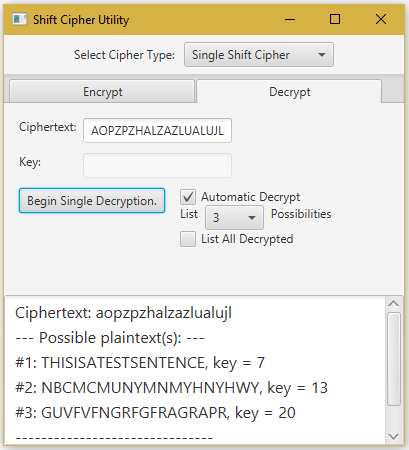 Shift Cipher Utility
Select Cipher Type: Single Shift Cipher
Encrypt Decrypt
Ciphertext: AOPZPZHALZAZLUALUJL
Key:
Begin Single Decryption. Automatic Decrypt
List 3 Possibilities
List All Decrypted
Ciphertext: aopzpzhalzazlualujl
--- Possible plaintext(s): ---
#1: THISISATESTSENTENCE, key = 7
#2: NBCMCMUNYMNMYHNYHWY, key = 13
#3: GUVFVFNGRFGFRAGRAPR, key = 20
-------------------------------